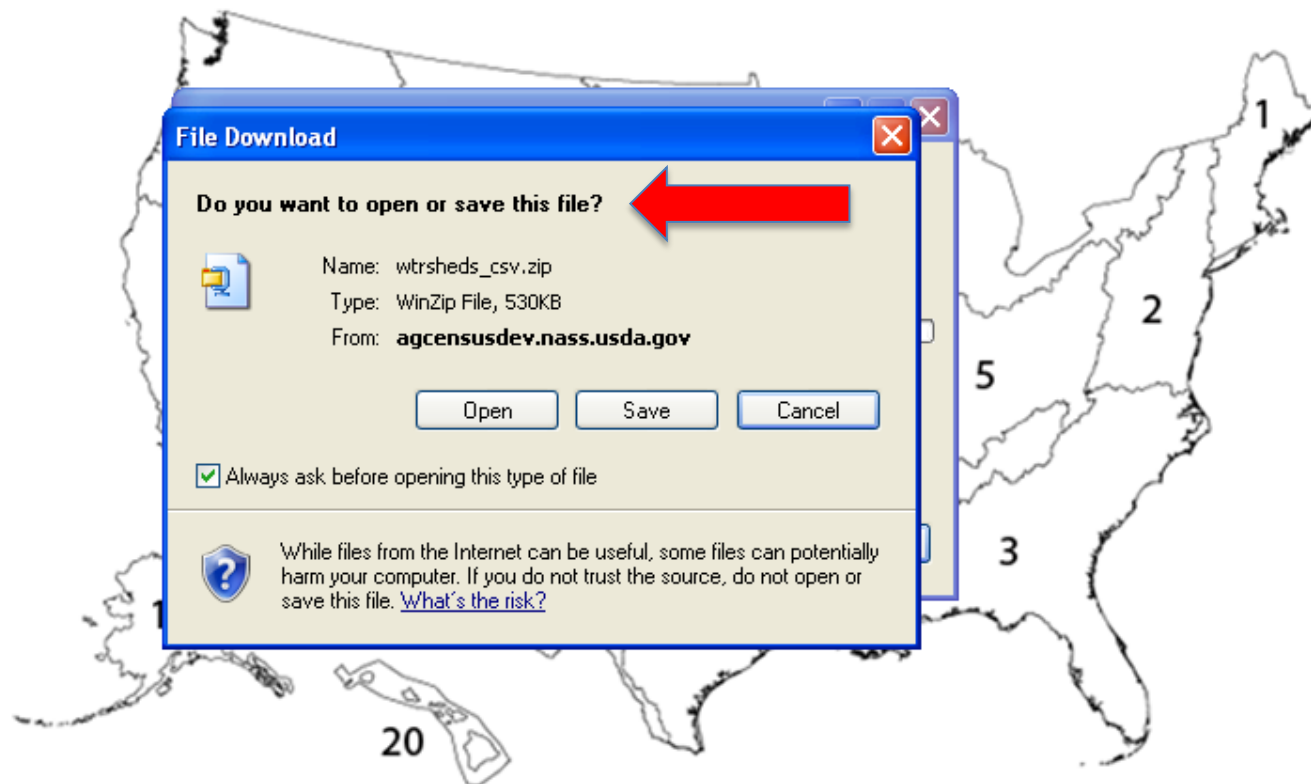 1
File Download
Do you want to open or save this file?
Name: wtrsheds_csv.zip
Type: WinZip File, 530KB
From: agcensusdev.nass.usda.gov
2
5
Open Save Cancel
Always ask before opening this type of file
3
While files from the Internet can be useful, some files can potentially
harm your computer. If you do not trust the source, do not open or
save this file. What's the risk?
20